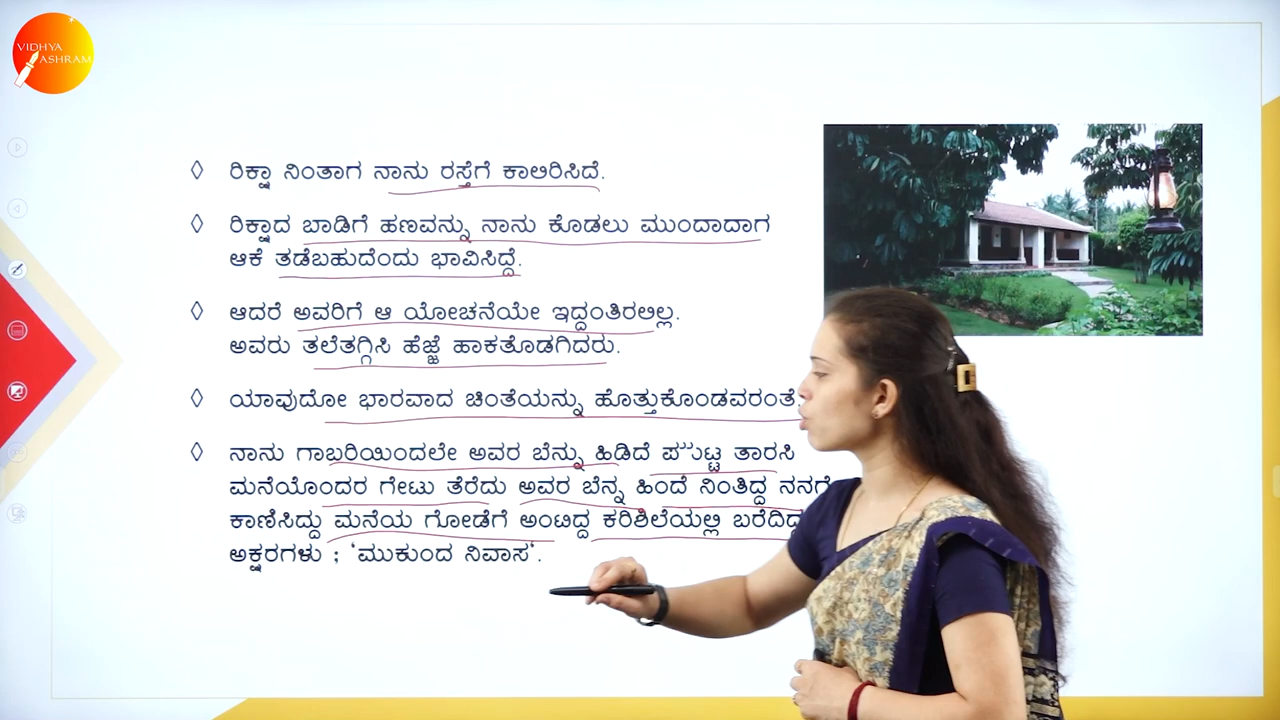 VIDHYA
ASHRAM
◊ ರಿಕ್ಷಾ ನಿಂತಾಗ ನಾನು ರಸ್ತೆಗೆ ಕಾಲಿರಿಸಿದೆ.
◊ ರಿಕ್ಷಾದ ಬಾಡಿಗೆ ಹಣವನ್ನು ನಾನು ಕೊಡಲು ಮುಂದಾದಾಗ
ಆಕೆ ತಡೆಬಹುದೆಂದು ಭಾವಿಸಿದ್ದೆ.
◊ ಆದರೆ ಅವರಿಗೆ ಆ ಯೋಚನೆಯೇ ಇದ್ದಂತಿರಲಿಲ್ಲ.
ಅವರು ತಲೆತಗ್ಗಿಸಿ ಹೆಜ್ಜೆ ಹಾಕತೊಡಗಿದರು.
◊ ಯಾವುದೋ ಭಾರವಾದ ಚಿಂತೆಯನ್ನು ಹೊತ್ತುಕೊಂಡವರಂತೆ.
◊ ನಾನು ಗಾಬರಿಯಿಂದಲೇ ಅವರ ಬೆನ್ನು ಹಿಡಿದೆ ಪುಟ್ಟ ತಾರಸಿ
ಮನೆಯೊಂದರ ಗೇಟು ತೆರೆದು ಅವರ ಬೆನ್ನ ಹಿಂದೆ ನಿಂತಿದ್ದ ನನಗೆ
ಕಾಣಿಸಿದ್ದು ಮನೆಯ ಗೋಡೆಗೆ ಅಂಟಿದ್ದ ಕರಿಶಿಲೆಯಲ್ಲಿ ಬರೆದಿದ್ದ
ಅಕ್ಷರಗಳು ; 'ಮುಕುಂದ ನಿವಾಸ'.